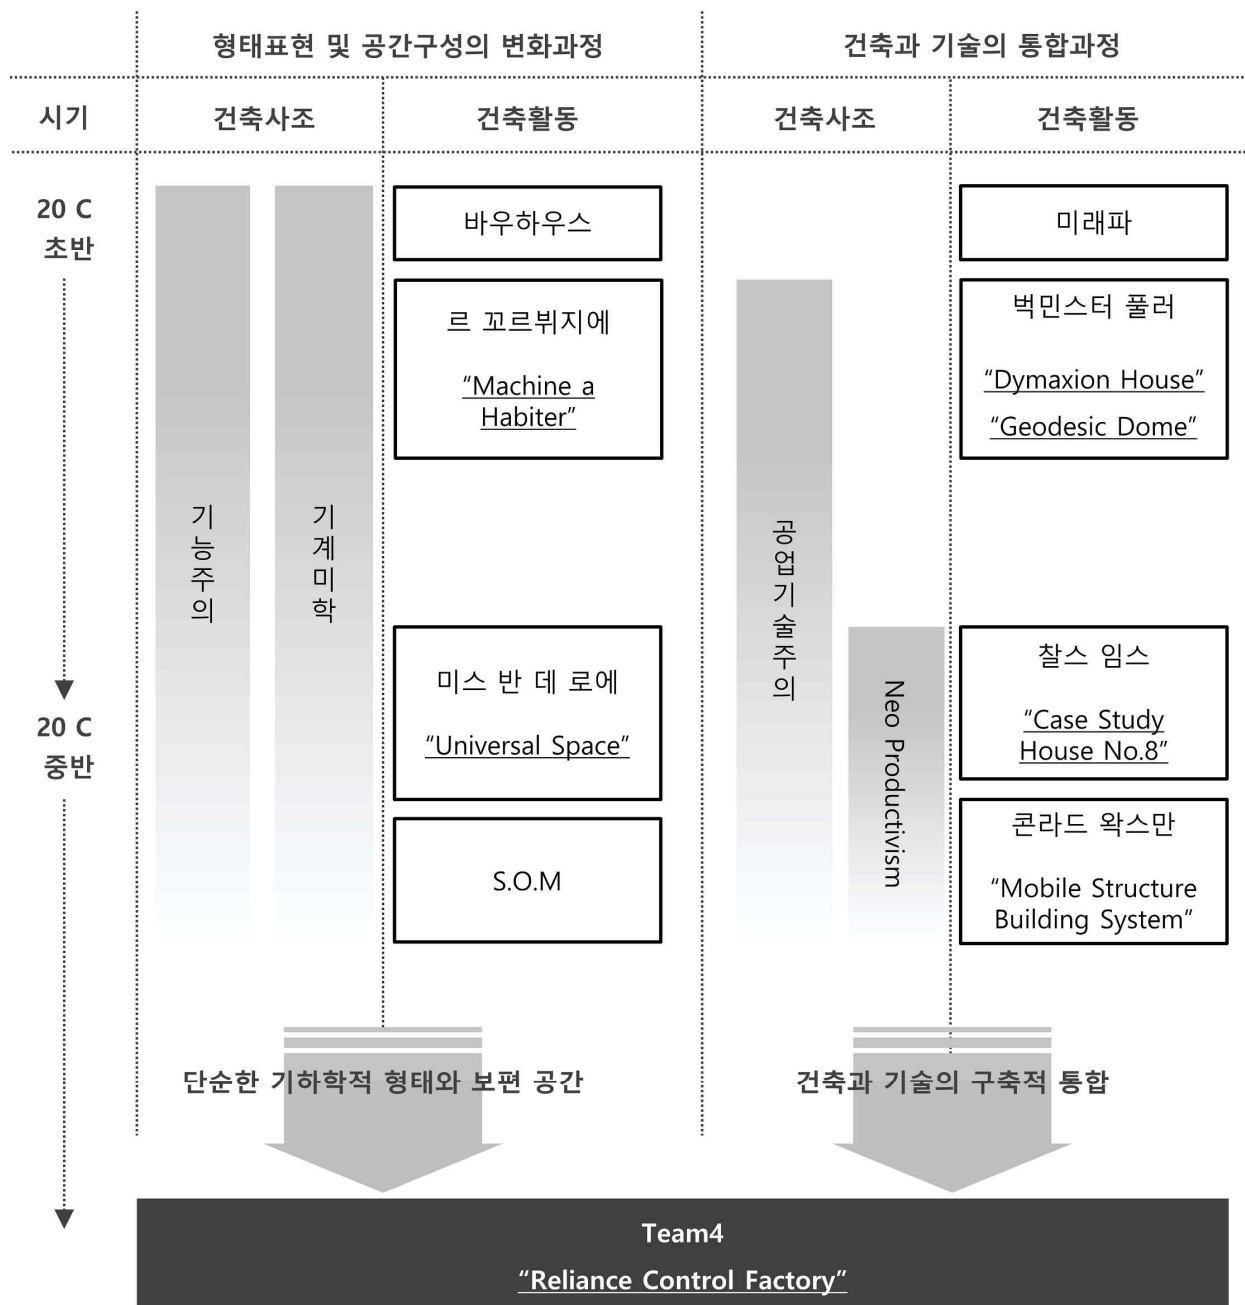 형태표현 및 공간구성의 변화과정
건축과 기술의 통합과정
시기
건축사조
건축활동
건축사조
건축활동
20 C
초반
바우하우스
미래파
르 꼬르뷔지에
“Machine a
Habiter”
벅민스터 풀러
“Dymaxion House”
“Geodesic Dome”
기능주의
기계미학
공업기술주의
Neo Productivism
20 C
중반
미스 반 데 로에
“Universal Space”
찰스 임스
“Case Study
House No.8”
S.O.M
콘라드 왁스만
“Mobile Structure
Building System”
단순한 기하학적 형태와 보편 공간
건축과 기술의 구축적 통합
Team4
“Reliance Control Factory”